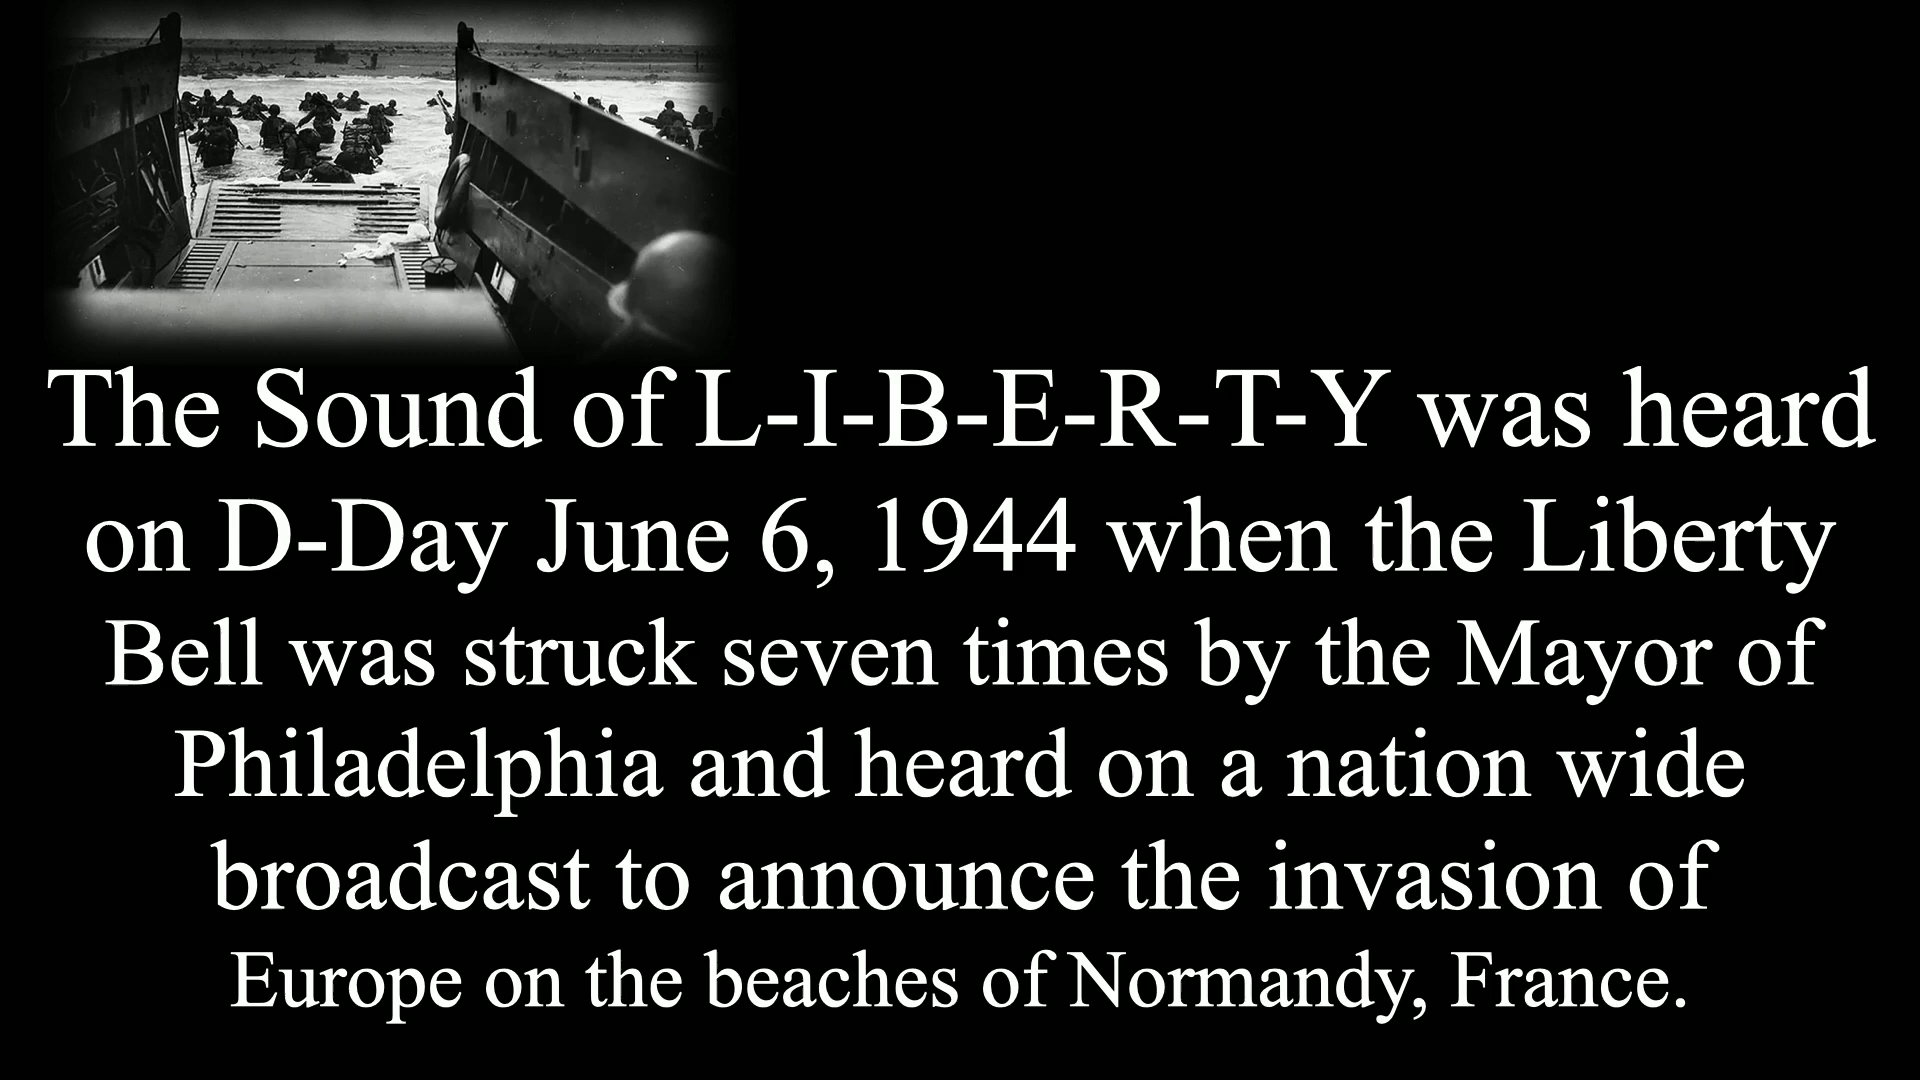 The Sound of L-I-B-E-R-T-Y was heard
on D-Day June 6, 1944 when the Liberty
Bell was struck seven times by the Mayor of
Philadelphia and heard on a nation wide
broadcast to announce the invasion of
Europe on the beaches of Normandy, France.